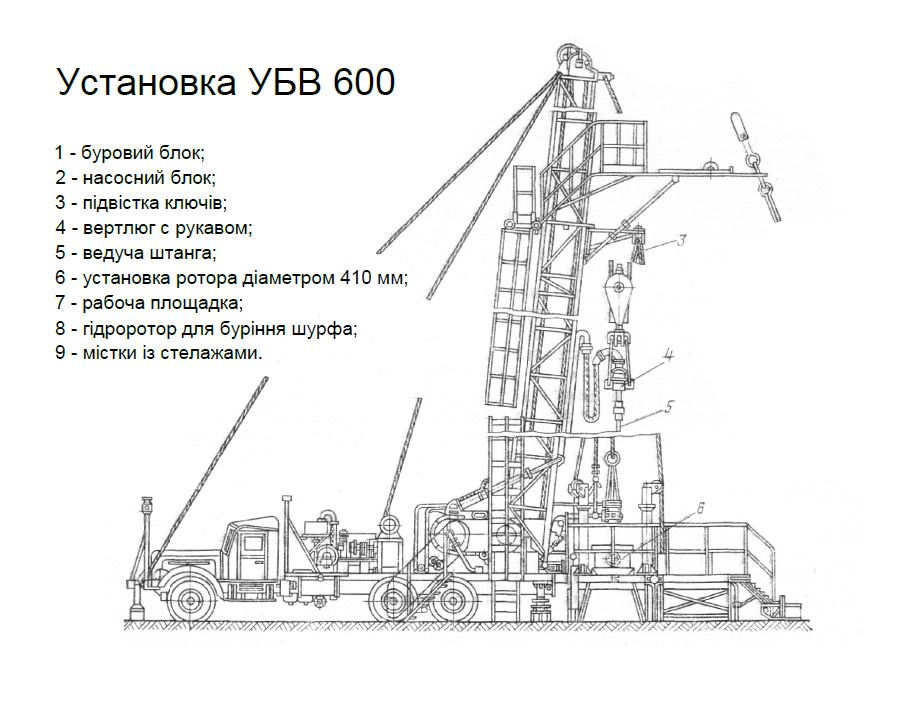 Установка УБВ 600
1 - буровий блок;
2 - насосний блок;
3 - підвістка ключів;
4 - вертлюг с рукавом;
5 - ведуча штанга;
6 - установка ротора діаметром 410 мм;
7 - рабоча площадка;
8 - гідроротор для буріння шурфа;
9 - містки із стелажами.
3
4
5
6